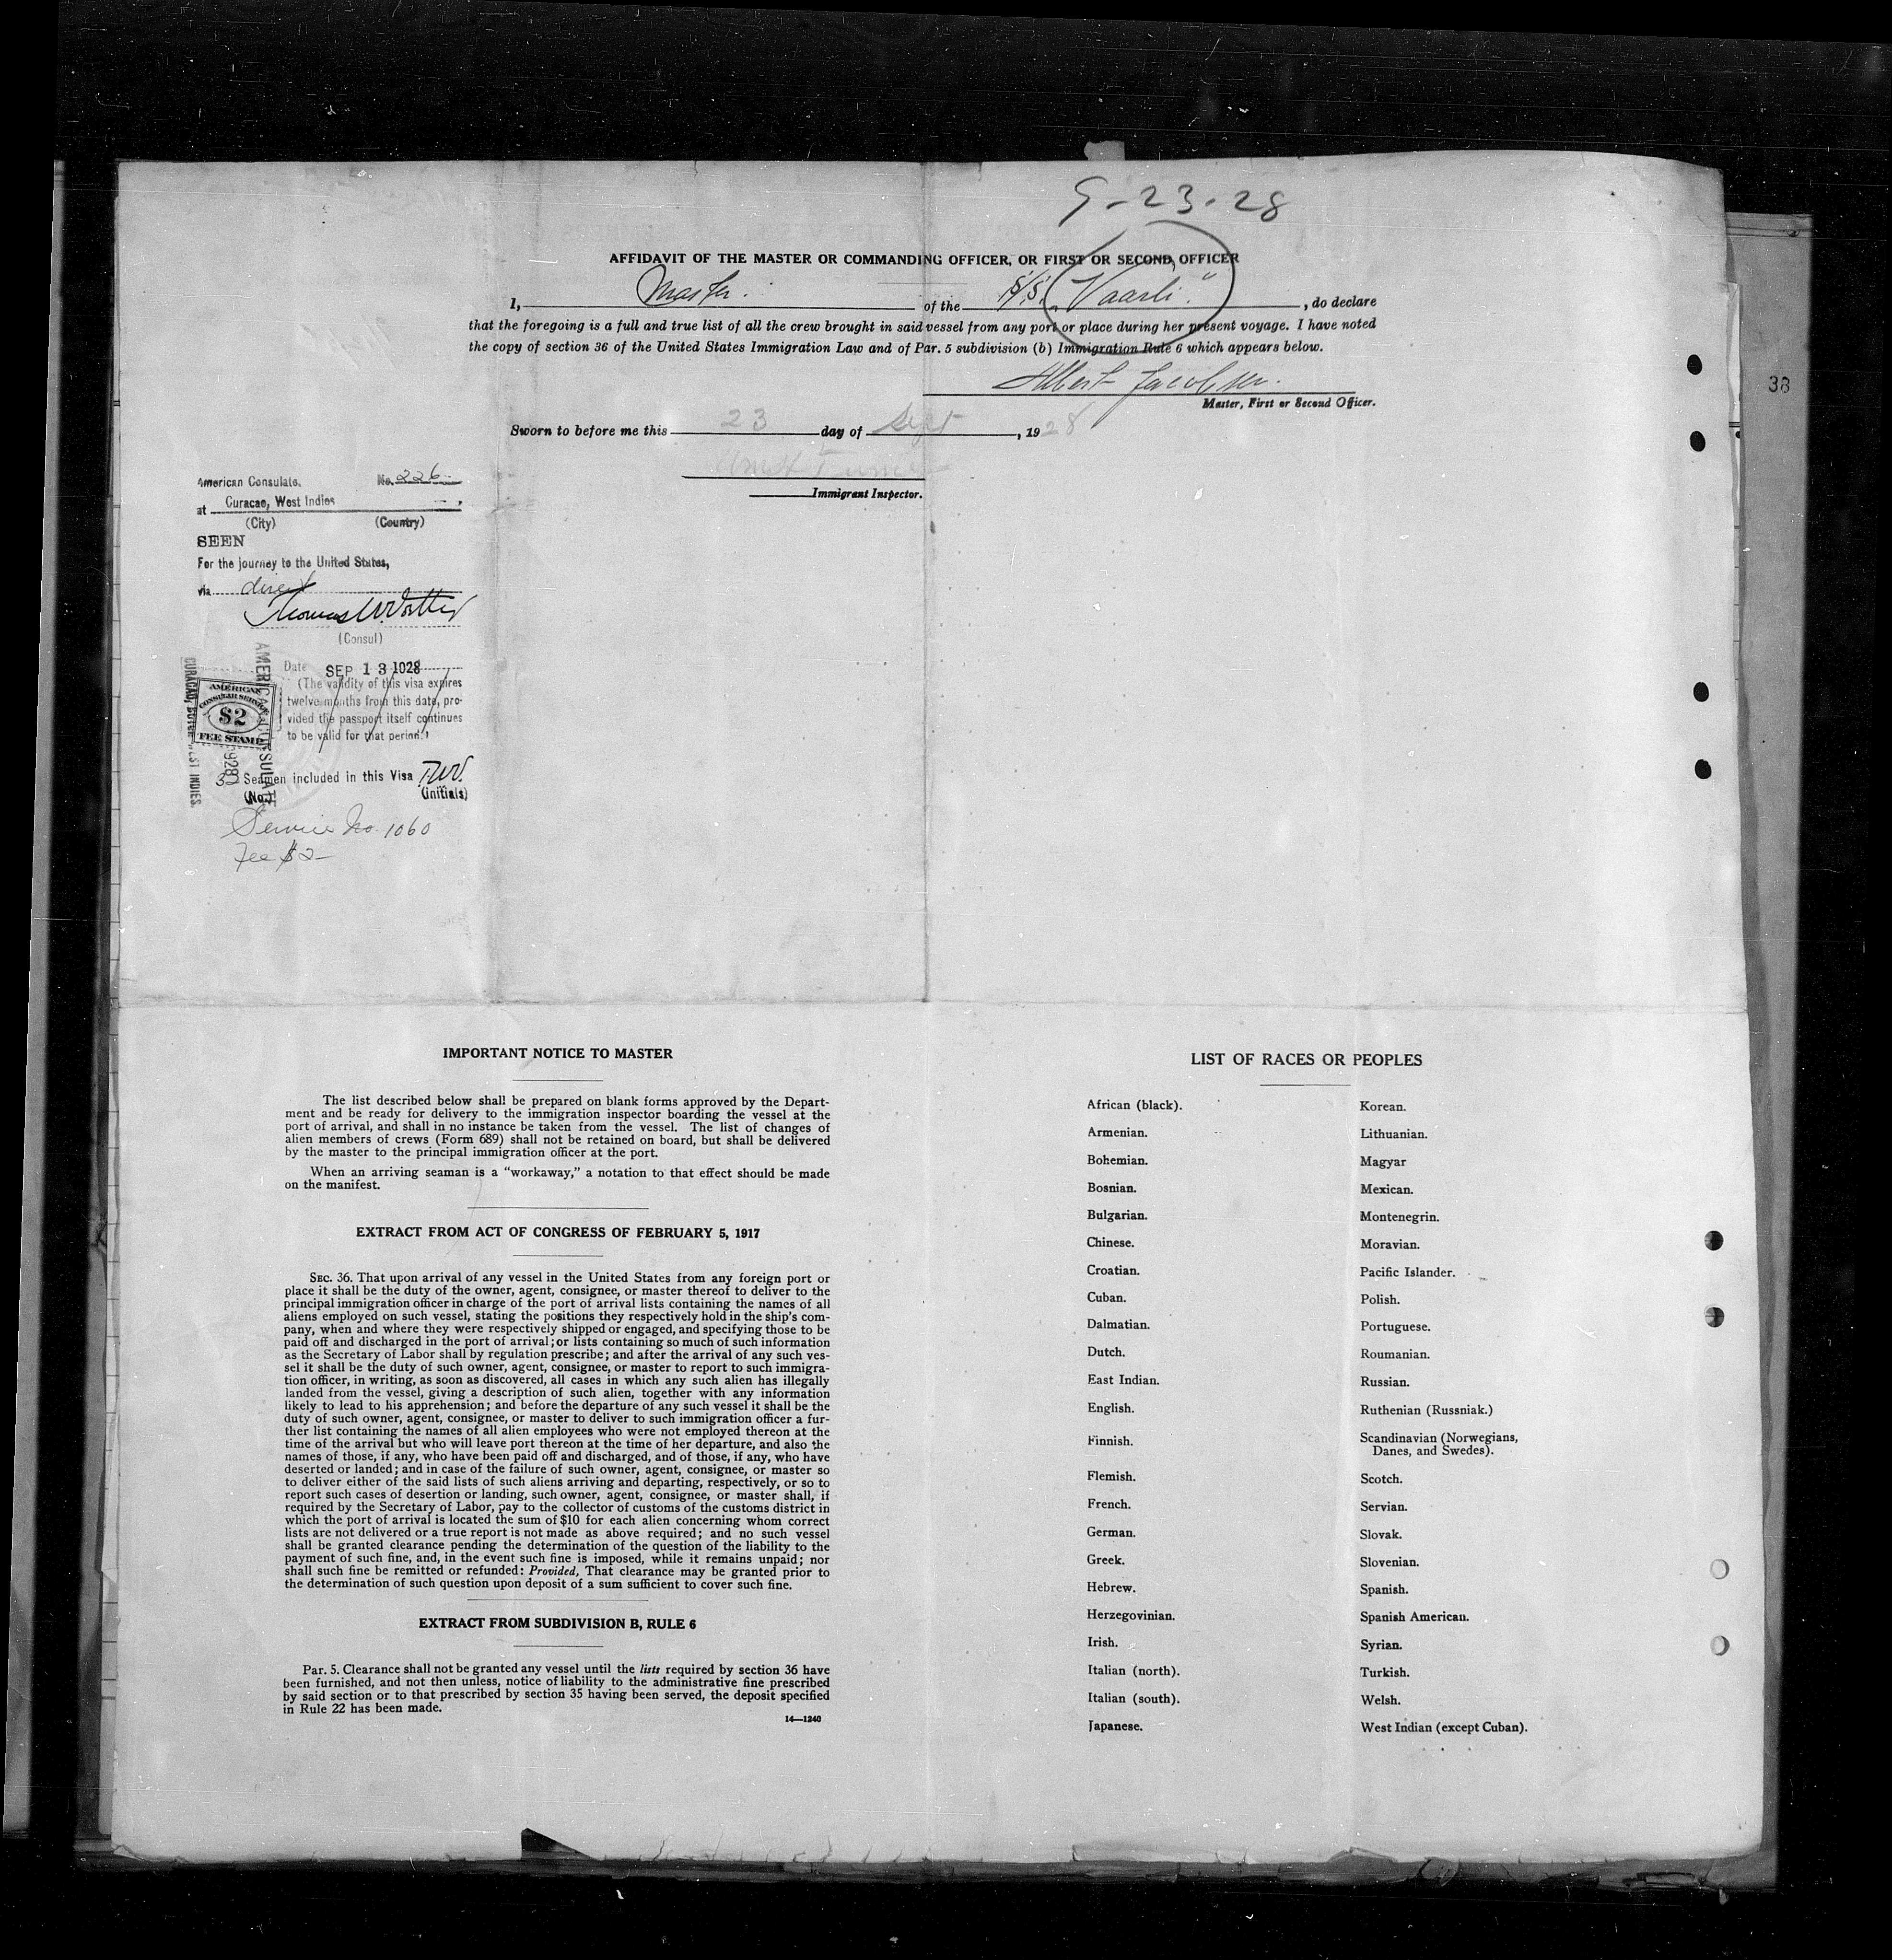 9-23-28
AFFIDAVIT OF THE MASTER OR COMMANDING OFFICER, OR FIRST OR SECOND OFFICER
I, Master. of the S/S. „Vaarli.“ , do declare
that the foregoing is a full and true list of all the crew brought in said vessel from any port or place during her present voyage. I have noted
the copy of section 36 of the United States Immigration Law and of Par. 5 subdivision (b) Immigration Rule 6 which appears below.
Albert Jacobsen.
Master, First or Second Officer.
38
Sworn to before me this 23 day of Sept , 1928
Immigrant Inspector.
American Consulate, No. 226
at Curacao, West Indies
(City) (Country)
SEEN
For the journey to the United States,
via direct
(Consul)
Date SEP 13 1928
(The validity of this visa expires
twelve months from this date, pro-
vided the passport itself continues
to be valid for that period.)
AMERICAN
CONSULAR SERVICE
$2
FEE STAMP
Seamen included in this Visa TWV.
(No.) (initials)
Service No. 1060
Fee $2–
IMPORTANT NOTICE TO MASTER
The list described below shall be prepared on blank forms approved by the Depart-
ment and be ready for delivery to the immigration inspector boarding the vessel at the
port of arrival, and shall in no instance be taken from the vessel. The list of changes of
alien members of crews (Form 689) shall not be retained on board, but shall be delivered
by the master to the principal immigration officer at the port.
When an arriving seaman is a “workaway,” a notation to that effect should be made
on the manifest.
EXTRACT FROM ACT OF CONGRESS OF FEBRUARY 5, 1917
SEC. 36. That upon arrival of any vessel in the United States from any foreign port or
place it shall be the duty of the owner, agent, consignee, or master thereof to deliver to the
principal immigration officer in charge of the port of arrival lists containing the names of all
aliens employed on such vessel, stating the positions they respectively hold in the ship's com-
pany, when and where they were respectively shipped or engaged, and specifying those to be
paid off and discharged in the port of arrival; or lists containing so much of such information
as the Secretary of Labor shall by regulation prescribe; and after the arrival of any such ves-
sel it shall be the duty of such owner, agent, consignee, or master to report to such immigra-
tion officer, in writing, as soon as discovered, all cases in which any such alien has illegally
landed from the vessel, giving a description of such alien, together with any information
likely to lead to his apprehension; and before the departure of any such vessel it shall be the
duty of such owner, agent, consignee, or master to deliver to such immigration officer a fur-
ther list containing the names of all alien employees who were not employed thereon at the
time of the arrival but who will leave port thereon at the time of her departure, and also the
names of those, if any, who have been paid off and discharged, and of those, if any, who have
deserted or landed; and in case of the failure of such owner, agent, consignee, or master so
to deliver either of the said lists of such aliens arriving and departing, respectively, or so to
report such cases of desertion or landing, such owner, agent, consignee, or master shall, if
required by the Secretary of Labor, pay to the collector of customs of the customs district in
which the port of arrival is located the sum of $10 for each alien concerning whom correct
lists are not delivered or a true report is not made as above required; and no such vessel
shall be granted clearance pending the determination of the question of the liability to the
payment of such fine, and, in the event such fine is imposed, while it remains unpaid; nor
shall such fine be remitted or refunded: Provided, That clearance may be granted prior to
the determination of such question upon deposit of a sum sufficient to cover such fine.
EXTRACT FROM SUBDIVISION B, RULE 6
Par. 5. Clearance shall not be granted any vessel until the lists required by section 36 have
been furnished, and not then unless, notice of liability to the administrative fine prescribed
by said section or to that prescribed by section 35 having been served, the deposit specified
in Rule 22 has been made.
14—1240
LIST OF RACES OR PEOPLES
African (black).
Armenian.
Bohemian.
Bosnian.
Bulgarian.
Chinese.
Croatian.
Cuban.
Dalmatian.
Dutch.
East Indian.
English.
Finnish.
Flemish.
French.
German.
Greek.
Hebrew.
Herzegovinian.
Irish.
Italian (north).
Italian (south).
Japanese.
Korean.
Lithuanian.
Magyar
Mexican.
Montenegrin.
Moravian.
Pacific Islander.
Polish.
Portuguese.
Roumanian.
Russian.
Ruthenian (Russniak.)
Scandinavian (Norwegians,
Danes, and Swedes).
Scotch.
Servian.
Slovak.
Slovenian.
Spanish.
Spanish American.
Syrian.
Turkish.
Welsh.
West Indian (except Cuban).